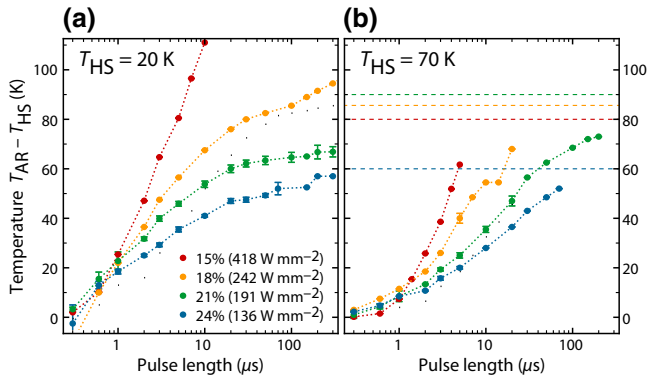 (a)
(b)
T_HS = 20 K
T_HS = 70 K
Temperature T_AR – T_HS (K)
100
80
60
40
20
0
15% (418 W mm–2)
18% (242 W mm–2)
21% (191 W mm–2)
24% (136 W mm–2)
100
80
60
40
20
0
1
10
100
1
10
100
Pulse length (μs)
Pulse length (μs)